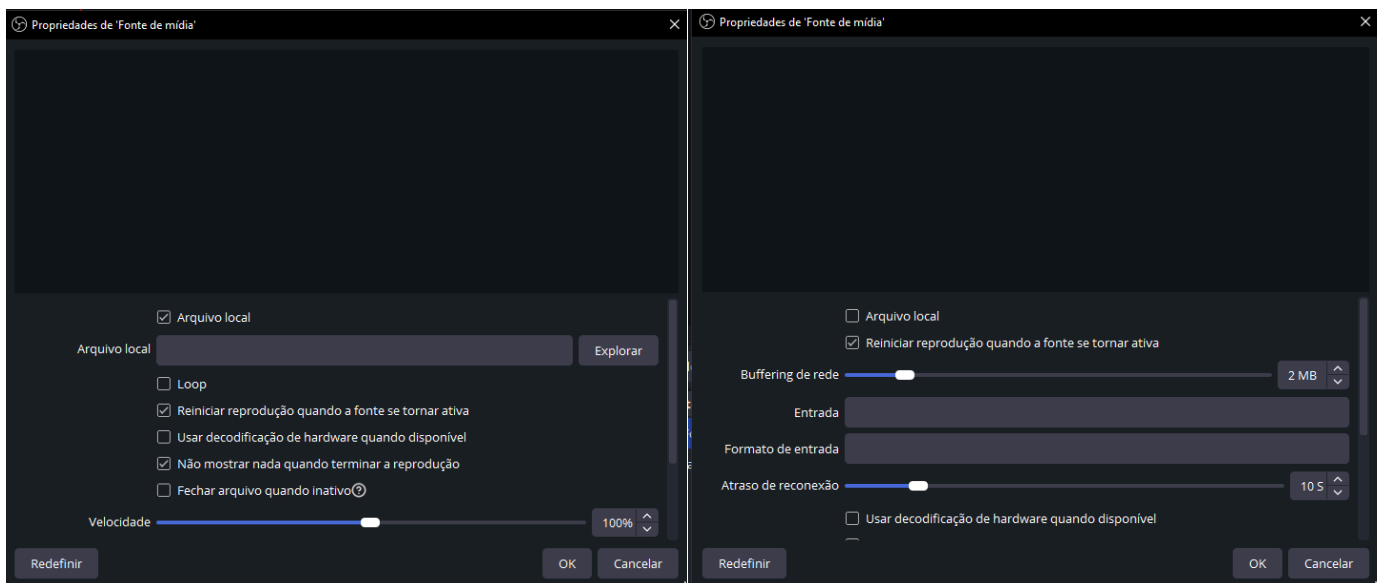 Propriedades de 'Fonte de mídia'
Arquivo local
Arquivo local
Explorar
Loop
Reiniciar reprodução quando a fonte se tornar ativa
Usar decodificação de hardware quando disponível
Não mostrar nada quando terminar a reprodução
Fechar arquivo quando inativo
Velocidade
100%
Redefinir
OK
Cancelar
Propriedades de 'Fonte de mídia'
Arquivo local
Reiniciar reprodução quando a fonte se tornar ativa
Buffering de rede
2 MB
Entrada
Formato de entrada
Atraso de reconexão
10 S
Usar decodificação de hardware quando disponível
Redefinir
OK
Cancelar